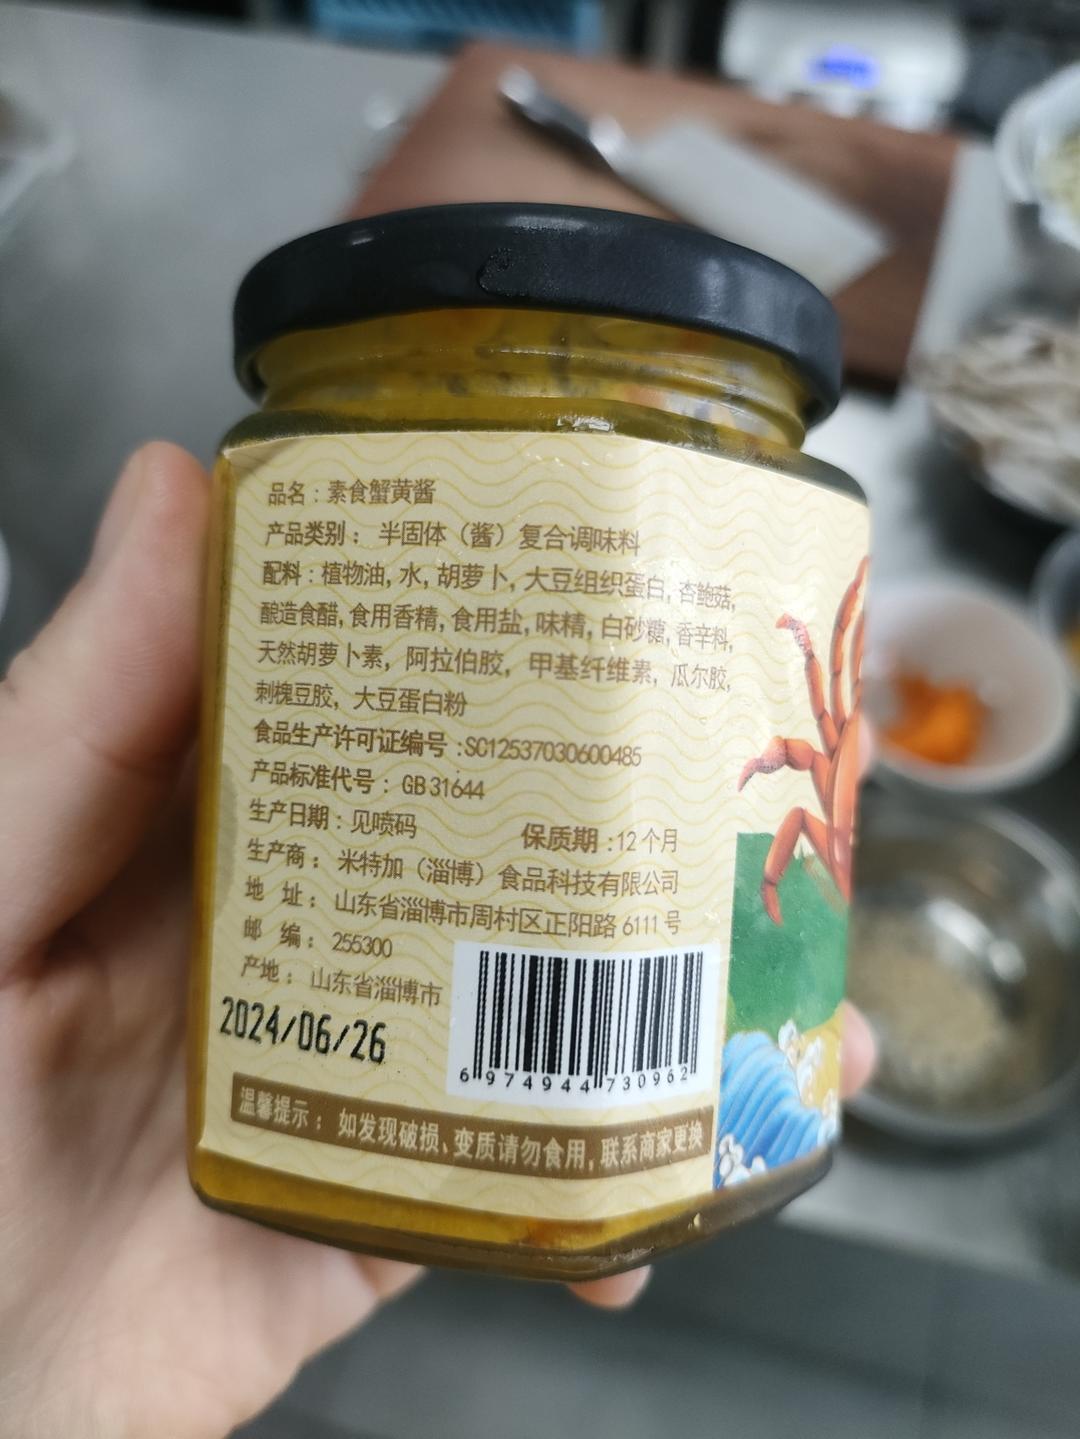 品名：素食蟹黄酱
产品类别： 半固体（酱）复合调味料
配料：植物油, 水, 胡萝卜, 大豆组织蛋白, 杏鲍菇,
酿造食醋, 食用香精, 食用盐, 味精, 白砂糖, 香辛料,
天然胡萝卜素, 阿拉伯胶, 甲基纤维素, 瓜尔胶,
刺槐豆胶, 大豆蛋白粉
食品生产许可证编号：SC12537030600485
产品标准代号： GB 31644
生产日期：见喷码 保质期：12个月
生产商： 米特加（淄博）食品科技有限公司
地 址： 山东省淄博市周村区正阳路 6111 号
邮 编： 255300
产地： 山东省淄博市
2024/06/26
6 974944 730962
温馨提示： 如发现破损、变质请勿食用, 联系商家更换